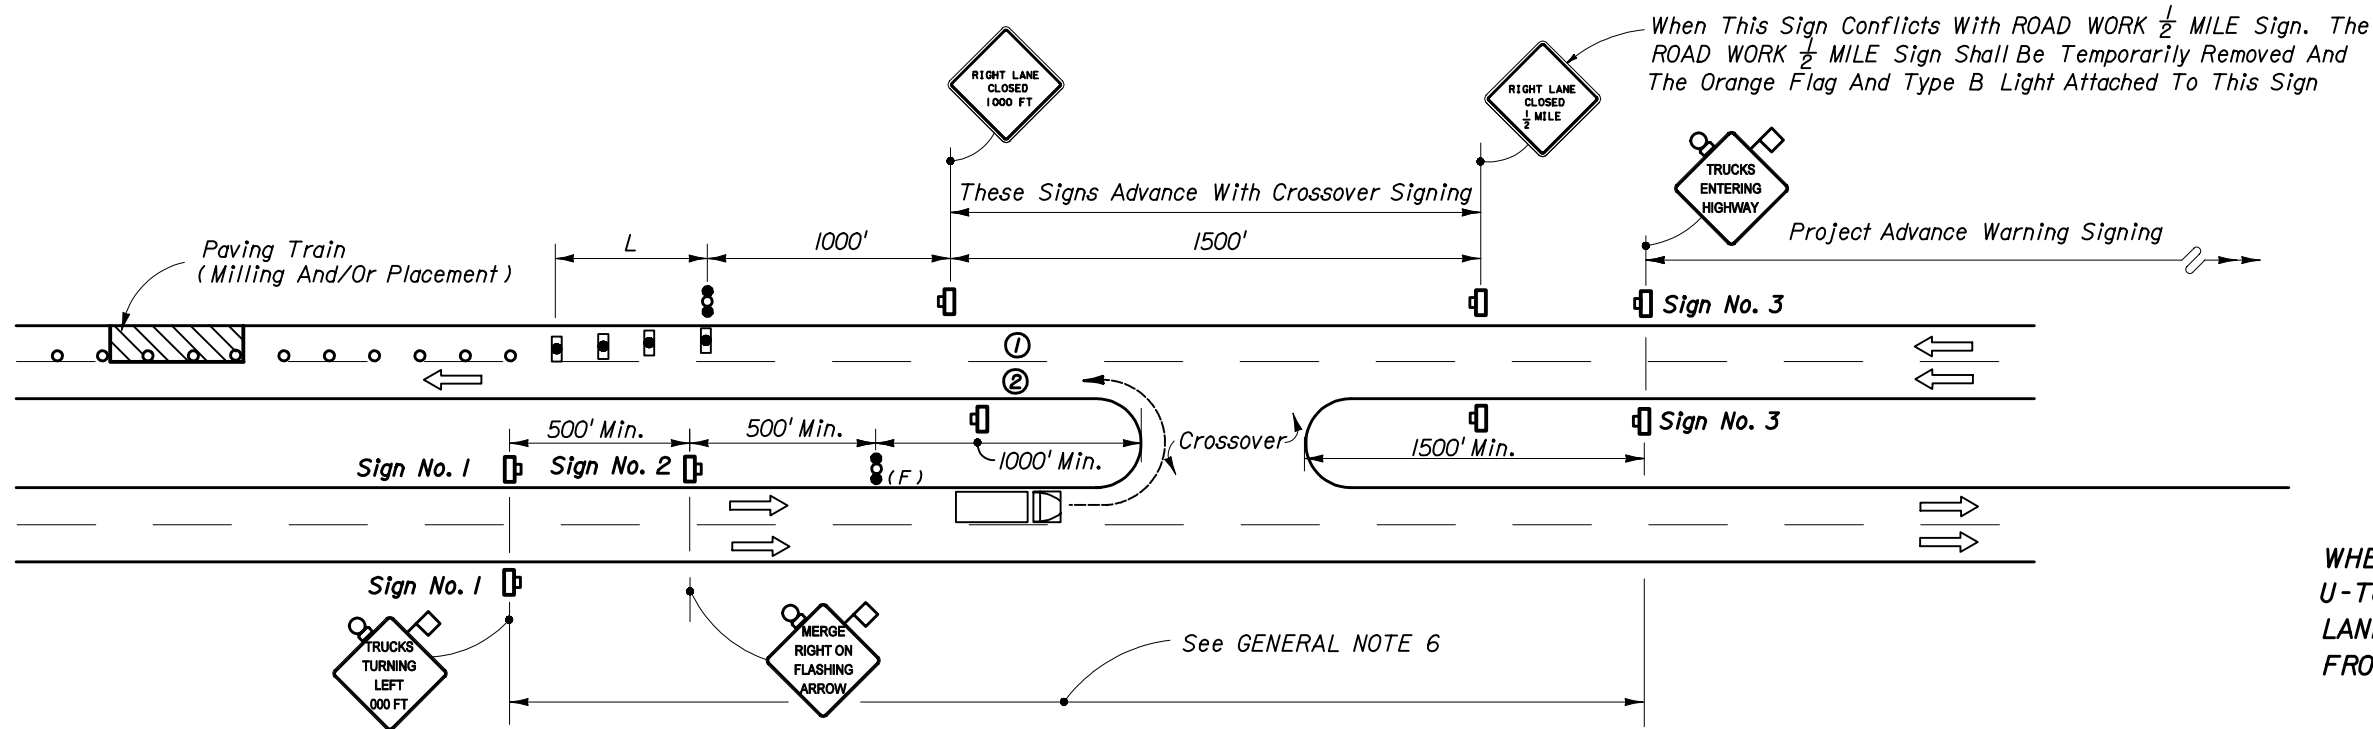 When This Sign Conflicts With ROAD WORK 1/2 MILE Sign. The
ROAD WORK 1/2 MILE Sign Shall Be Temporarily Removed And
The Orange Flag And Type B Light Attached To This Sign
RIGHT LANE
CLOSED
1000 FT
RIGHT LANE
CLOSED
1/2 MILE
TRUCKS
ENTERING
HIGHWAY
These Signs Advance With Crossover Signing
Project Advance Warning Signing
Paving Train
(Milling And/Or Placement)
L
1000'
1500'
Sign No. 3
1
2
500' Min.
500' Min.
Crossover
Sign No. 3
1000' Min.
1500' Min.
Sign No. 1
Sign No. 2
(F)
Sign No. 1
TRUCKS
TURNING
LEFT
000 FT
MERGE
RIGHT ON
FLASHING
ARROW
See GENERAL NOTE 6
WHE
U-T
LAN
FRO